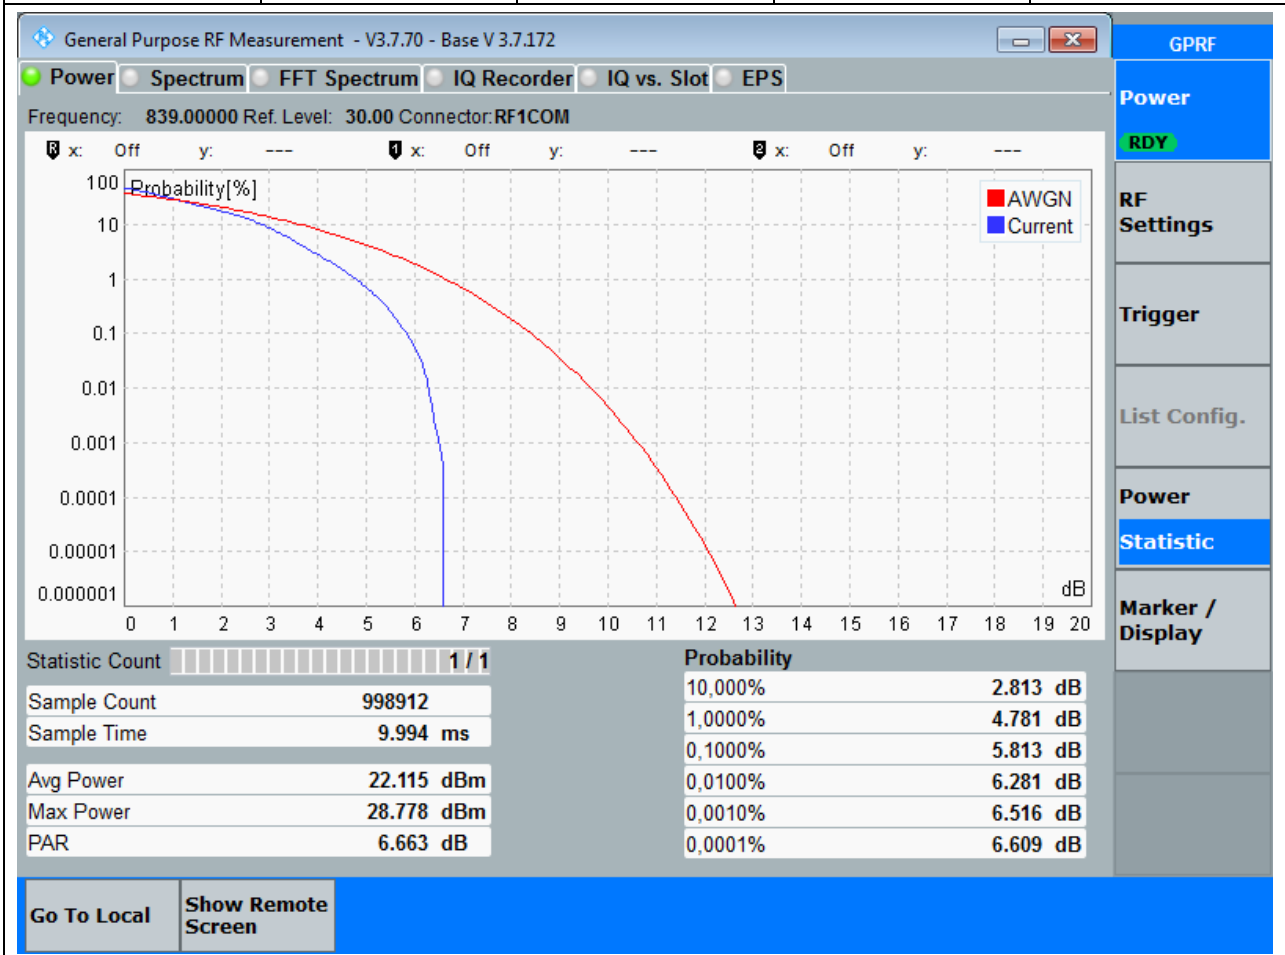 General Purpose RF Measurement - V3.7.70 - Base V 3.7.172
GPRF
Power Spectrum FFT Spectrum IQ Recorder IQ vs. Slot EPS
Frequency: 839.00000 Ref. Level: 30.00 Connector: RF1COM
R x: Off y: --- 1 x: Off y: --- 2 x: Off y: ---
Probability[%]
100
10
1
0.1
0.01
0.001
0.0001
0.00001
0.000001
AWGN
Current
dB
0 1 2 3 4 5 6 7 8 9 10 11 12 13 14 15 16 17 18 19 20
Statistic Count 1 / 1
Sample Count 998912
Sample Time 9.994 ms
Avg Power 22.115 dBm
Max Power 28.778 dBm
PAR 6.663 dB
Probability
10,000% 2.813 dB
1,0000% 4.781 dB
0,1000% 5.813 dB
0,0100% 6.281 dB
0,0010% 6.516 dB
0,0001% 6.609 dB
Power
RDY
RF
Settings
Trigger
List Config.
Power
Statistic
Marker /
Display
Go To Local
Show Remote
Screen